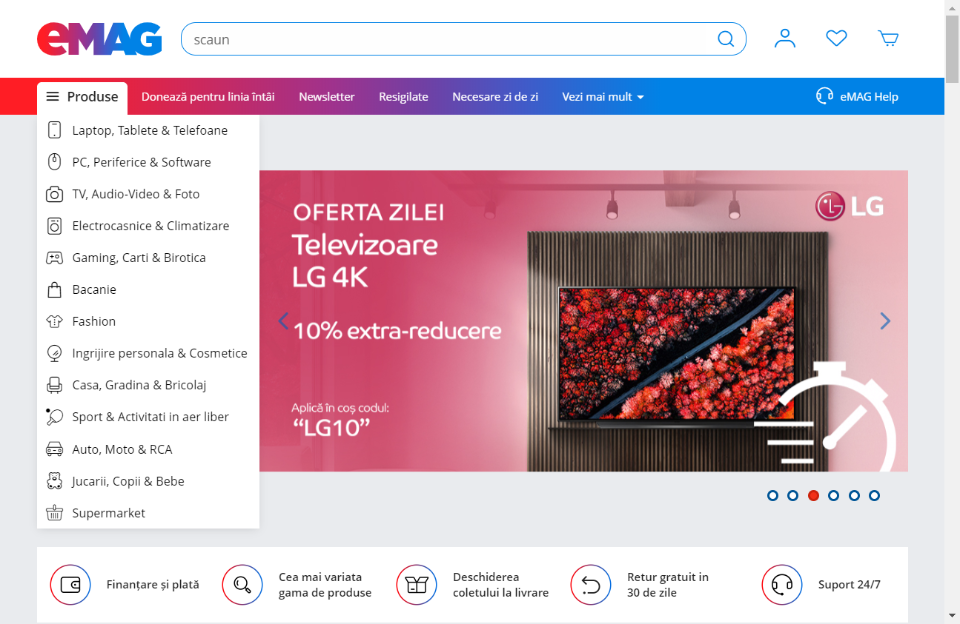 eMAG
scaun
Produse
Donează pentru linia întâi
Newsletter
Resigilate
Necesare zi de zi
Vezi mai mult
eMAG Help
Laptop, Tablete & Telefoane
PC, Periferice & Software
TV, Audio-Video & Foto
Electrocasnice & Climatizare
Gaming, Carti & Birotica
Bacanie
Fashion
Ingrijire personala & Cosmetice
Casa, Gradina & Bricolaj
Sport & Activitati in aer liber
Auto, Moto & RCA
Jucarii, Copii & Bebe
Supermarket
OFERTA ZILEI
Televizoare
LG 4K
10% extra-reducere
Aplică în coș codul:
“LG10”
LG
Finanțare și plată
Cea mai variata
gama de produse
Deschiderea
coletului la livrare
Retur gratuit in
30 de zile
Suport 24/7